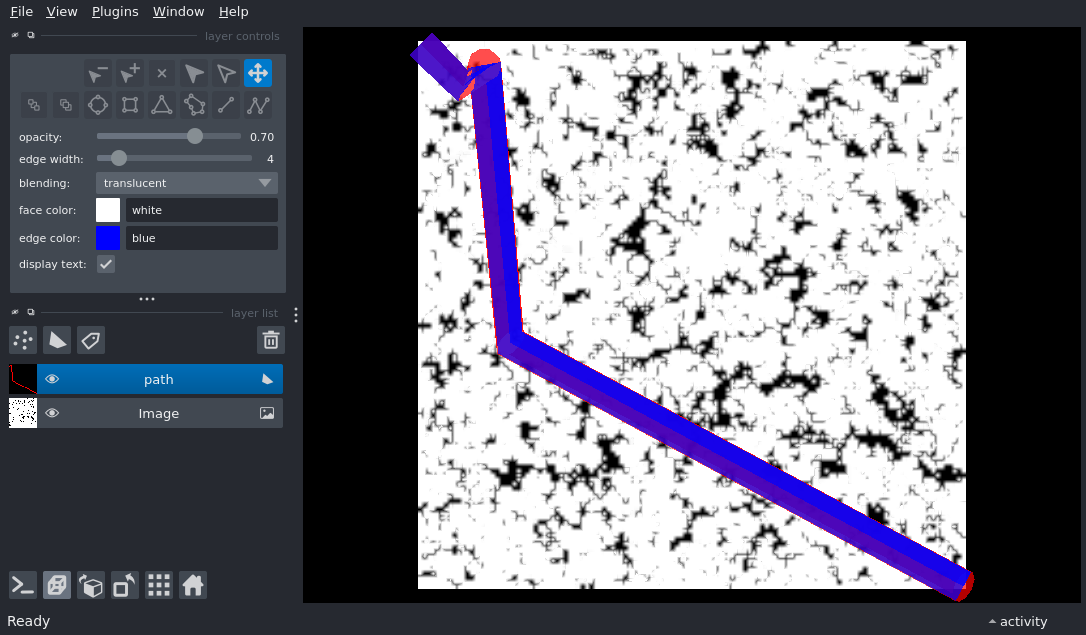 File View Plugins Window Help
layer controls
opacity: 0.70
edge width: 4
blending: translucent
face color: white
edge color: blue
display text:
layer list
path
Image
Ready
activity